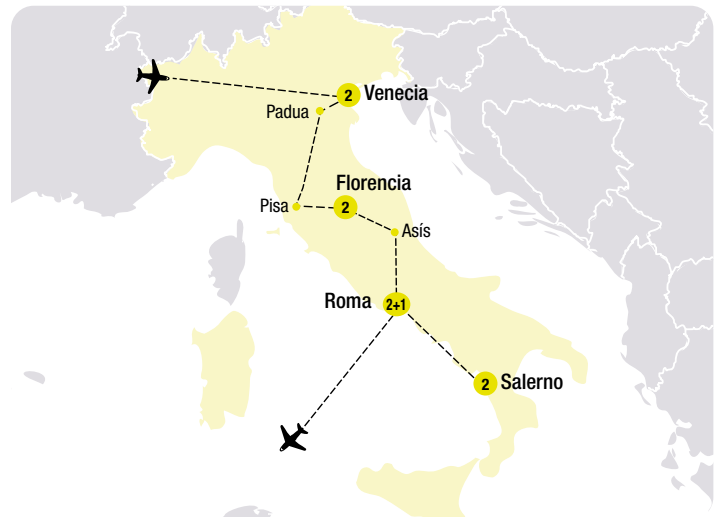 2 Venecia
Padua
Florencia
Pisa
2
Asís
Roma 2+1
2 Salerno